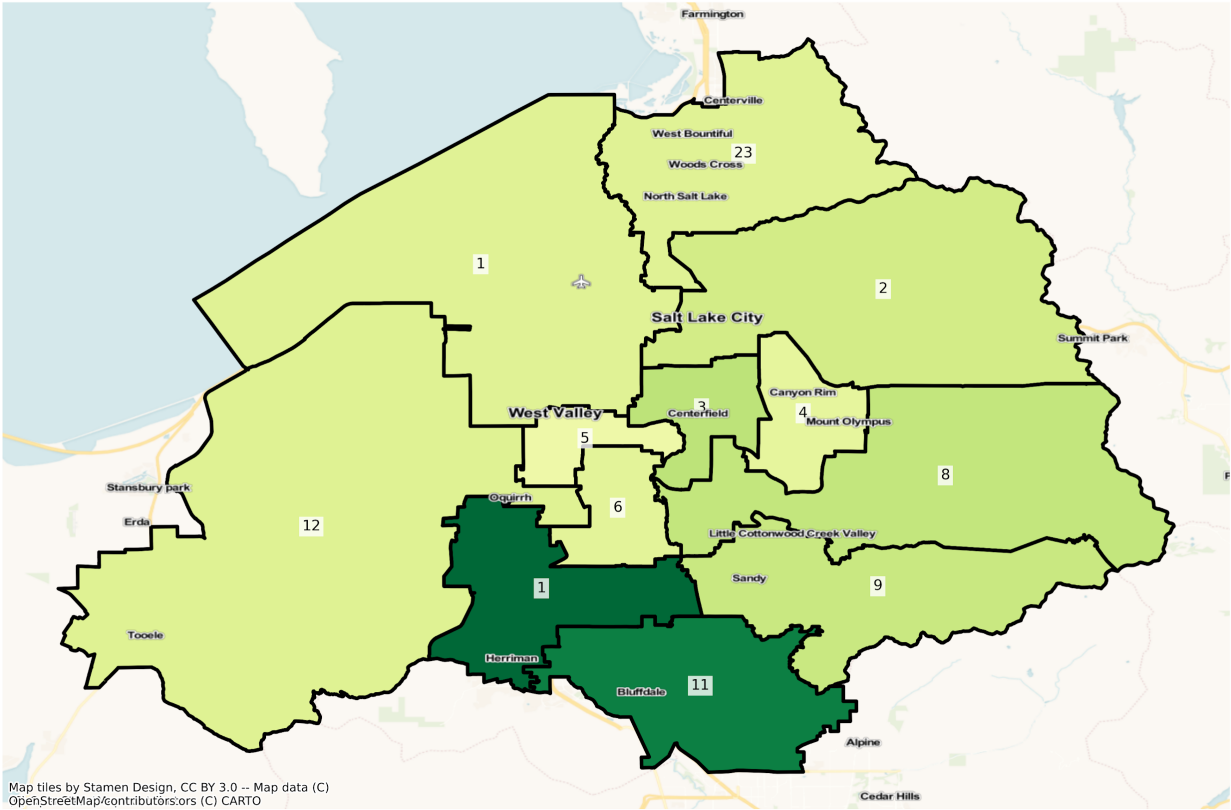 Farmington
Centerville
West Bountiful
23
Woods Cross
North Salt Lake
1
2
Salt Lake City
Summit Park
Canyon Rim
3
Centerfield
4
West Valley
Mount Olympus
5
8
Stansbury park
Oquirrh
6
Erda
12
Little Cottonwood Creek Valley
Sandy
9
1
Tooele
Herriman
11
Bluffdale
Alpine
Map tiles by Stamen Design, CC BY 3.0 -- Map data (C)
OpenStreetMap contributors (C) CARTO
Cedar Hills